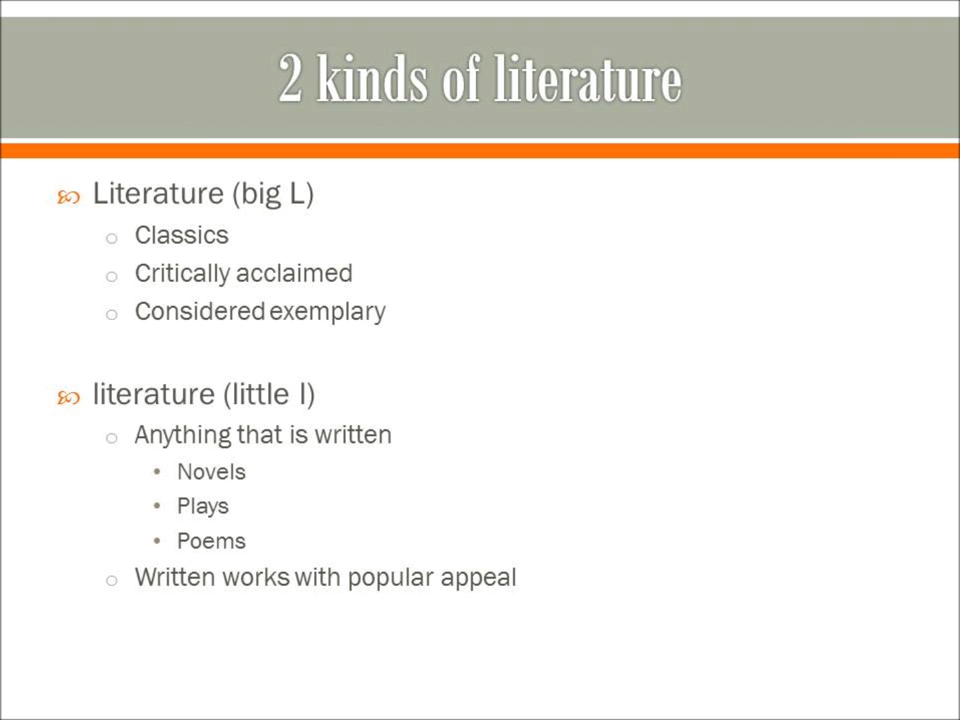 2 kinds of literature
Literature (big L)
Classics
Critically acclaimed
Considered exemplary
literature (little l)
Anything that is written
Novels
Plays
Poems
Written works with popular appeal